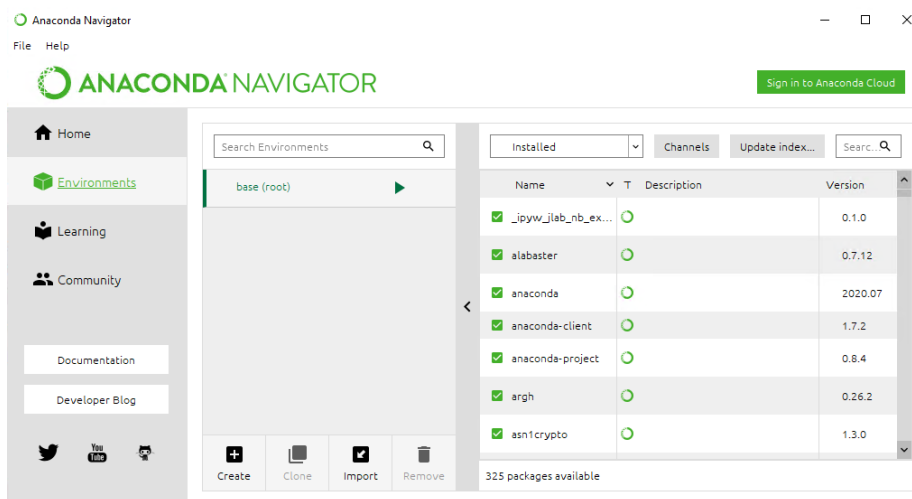 Anaconda Navigator
File Help
ANACONDA NAVIGATOR
Sign in to Anaconda Cloud
Home
Environments
Learning
Community
Documentation
Developer Blog
You
Tube
Search Environments
base (root)
Create Clone Import Remove
Installed Channels Update index... Searc...
Name T Description Version
_ipyw_jlab_nb_ex... 0.1.0
alabaster 0.7.12
anaconda 2020.07
anaconda-client 1.7.2
anaconda-project 0.8.4
argh 0.26.2
asn1crypto 1.3.0
325 packages available